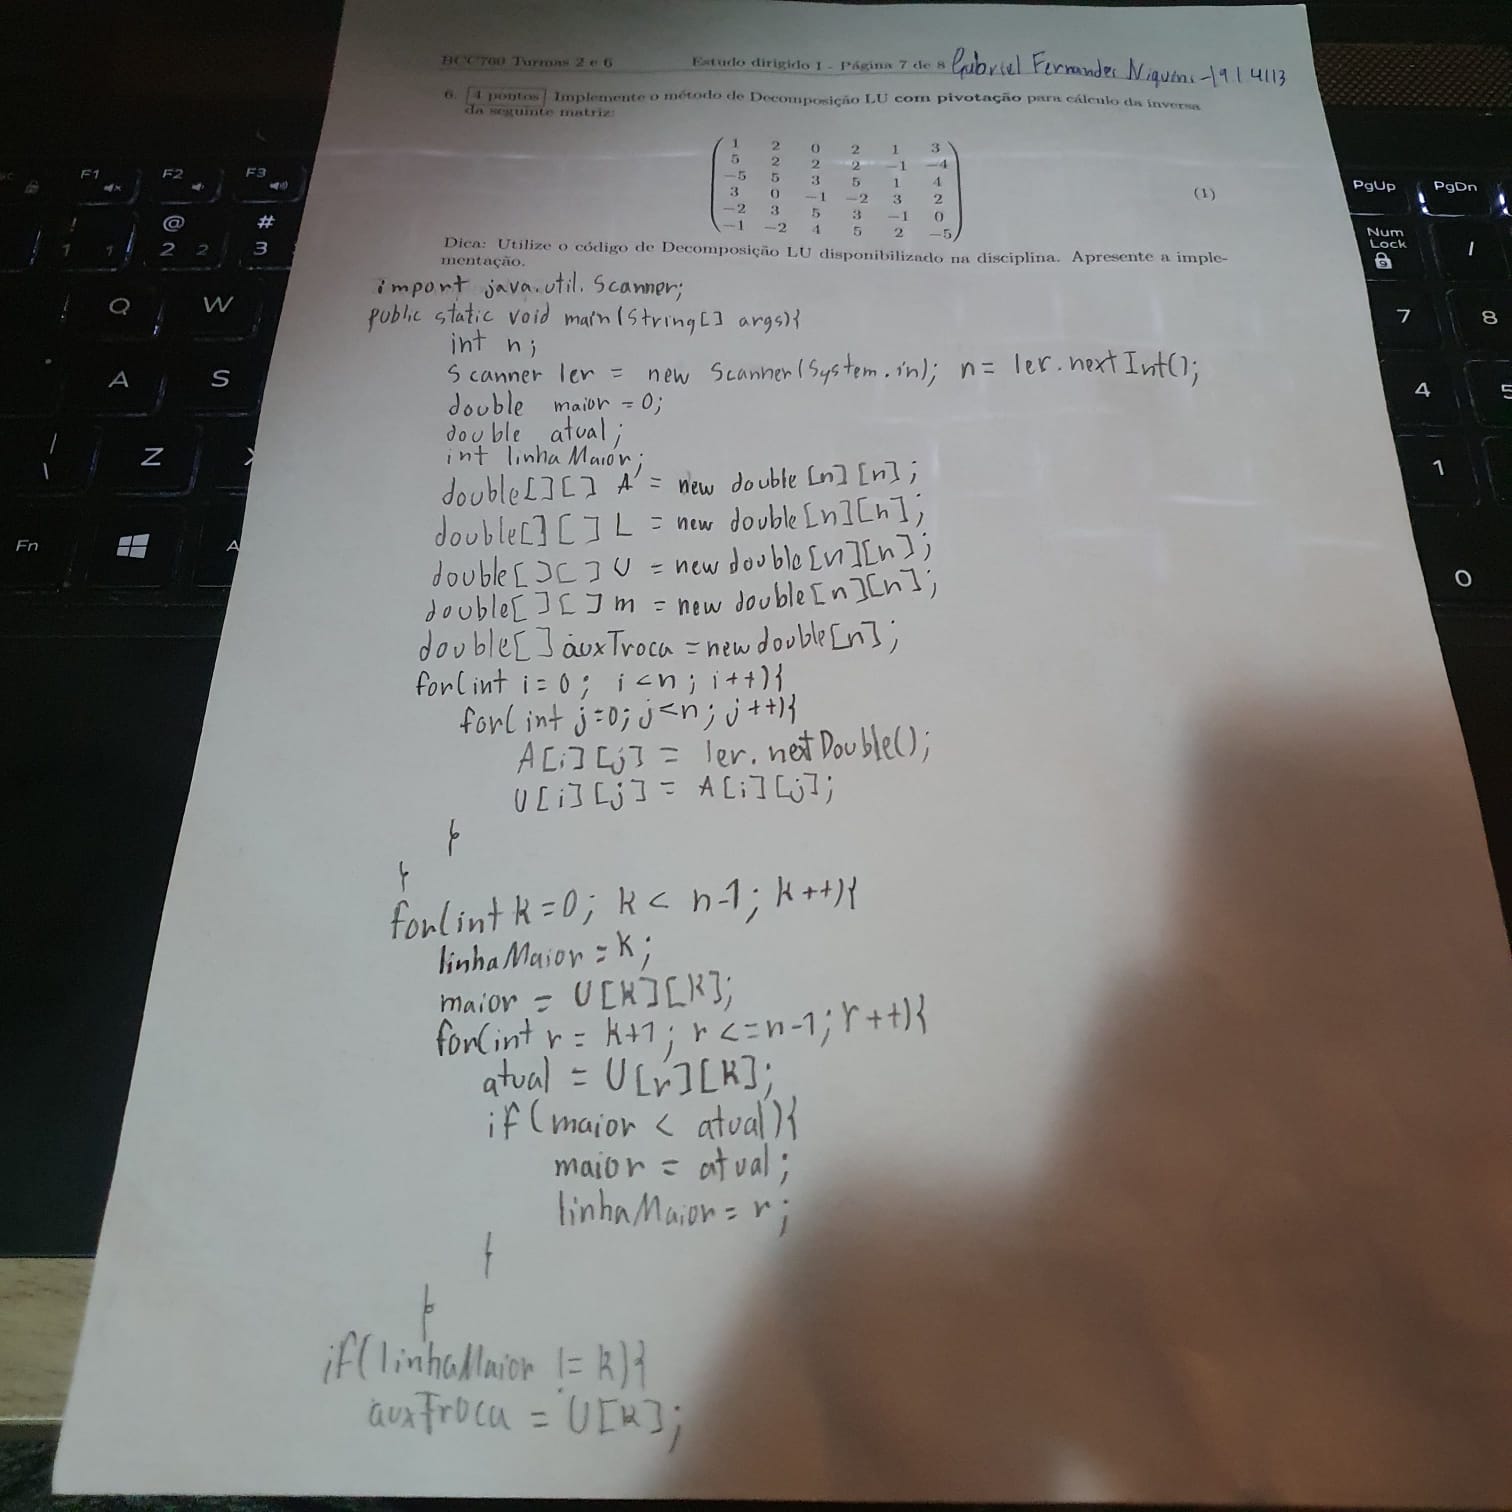 BCC760 Turmas 2 e 6 Estudo dirigido 1 - Página 7 de 8 Gabriel Fernandes Niquini - 19.1.4113
6. 4 pontos Implemente o método de Decomposição LU com pivotação para cálculo da inversa
da seguinte matriz:
1 2 0 2 1 3
5 2 2 2 -1 -4
-5 5 3 5 1 4
3 0 -1 -2 3 2
-2 3 5 3 -1 0
-1 -2 4 5 2 -5
(1)
Dica: Utilize o código de Decomposição LU disponibilizado na disciplina. Apresente a imple-
mentação.
import java.util.Scanner;
public static void main(String[] args){
int n;
Scanner ler = new Scanner(System.in); n = ler.nextInt();
double maior = 0;
double atual;
int linhaMaior;
double[][] A = new double[n][n];
double[][] L = new double[n][n];
double[][] U = new double[n][n];
double[][] m = new double[n][n];
double[] auxTroca = new double[n];
for(int i=0; i<n; i++){
for(int j=0; j<n; j++){
A[i][j] = ler.netDouble();
U[i][j] = A[i][j];
}
}
for(int k=0; k < n-1; k++){
linhaMaior = k;
maior = U[k][k];
for(int r = k+1; r <= n-1; r++){
atual = U[r][k];
if(maior < atual){
maior = atual;
linhaMaior = r;
}
}
if(linhaMaior != k){
auxTroca = U[k];
F1
F2
F3
@
2 2
#
3
!
1 1
Q
W
A
S
Z
\
Fn
A
PgUp
PgDn
Num
Lock
/
7
8
4
5
1
0